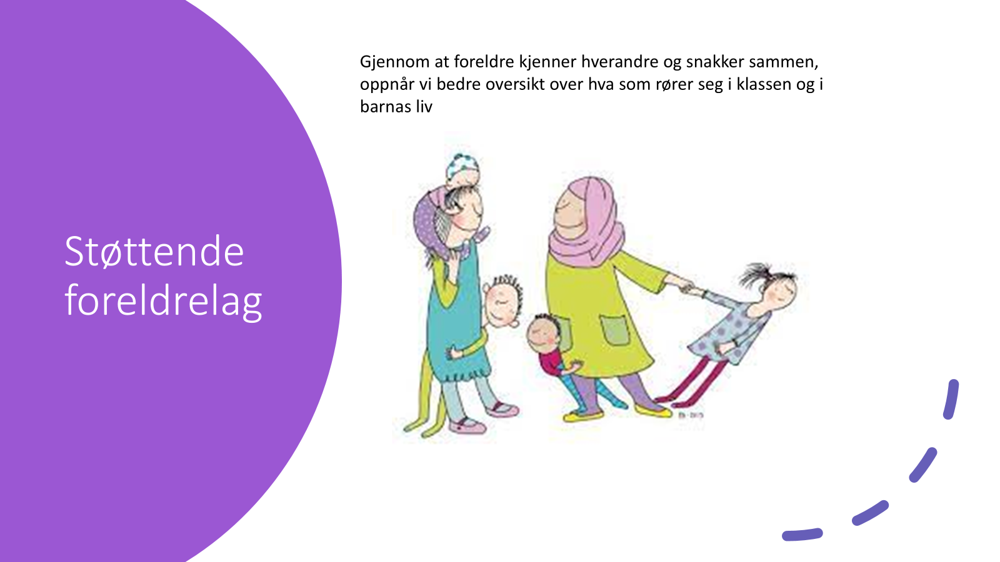 Gjennom at foreldre kjenner hverandre og snakker sammen,
oppnår vi bedre oversikt over hva som rører seg i klassen og i
barnas liv
Støttende
foreldrelag